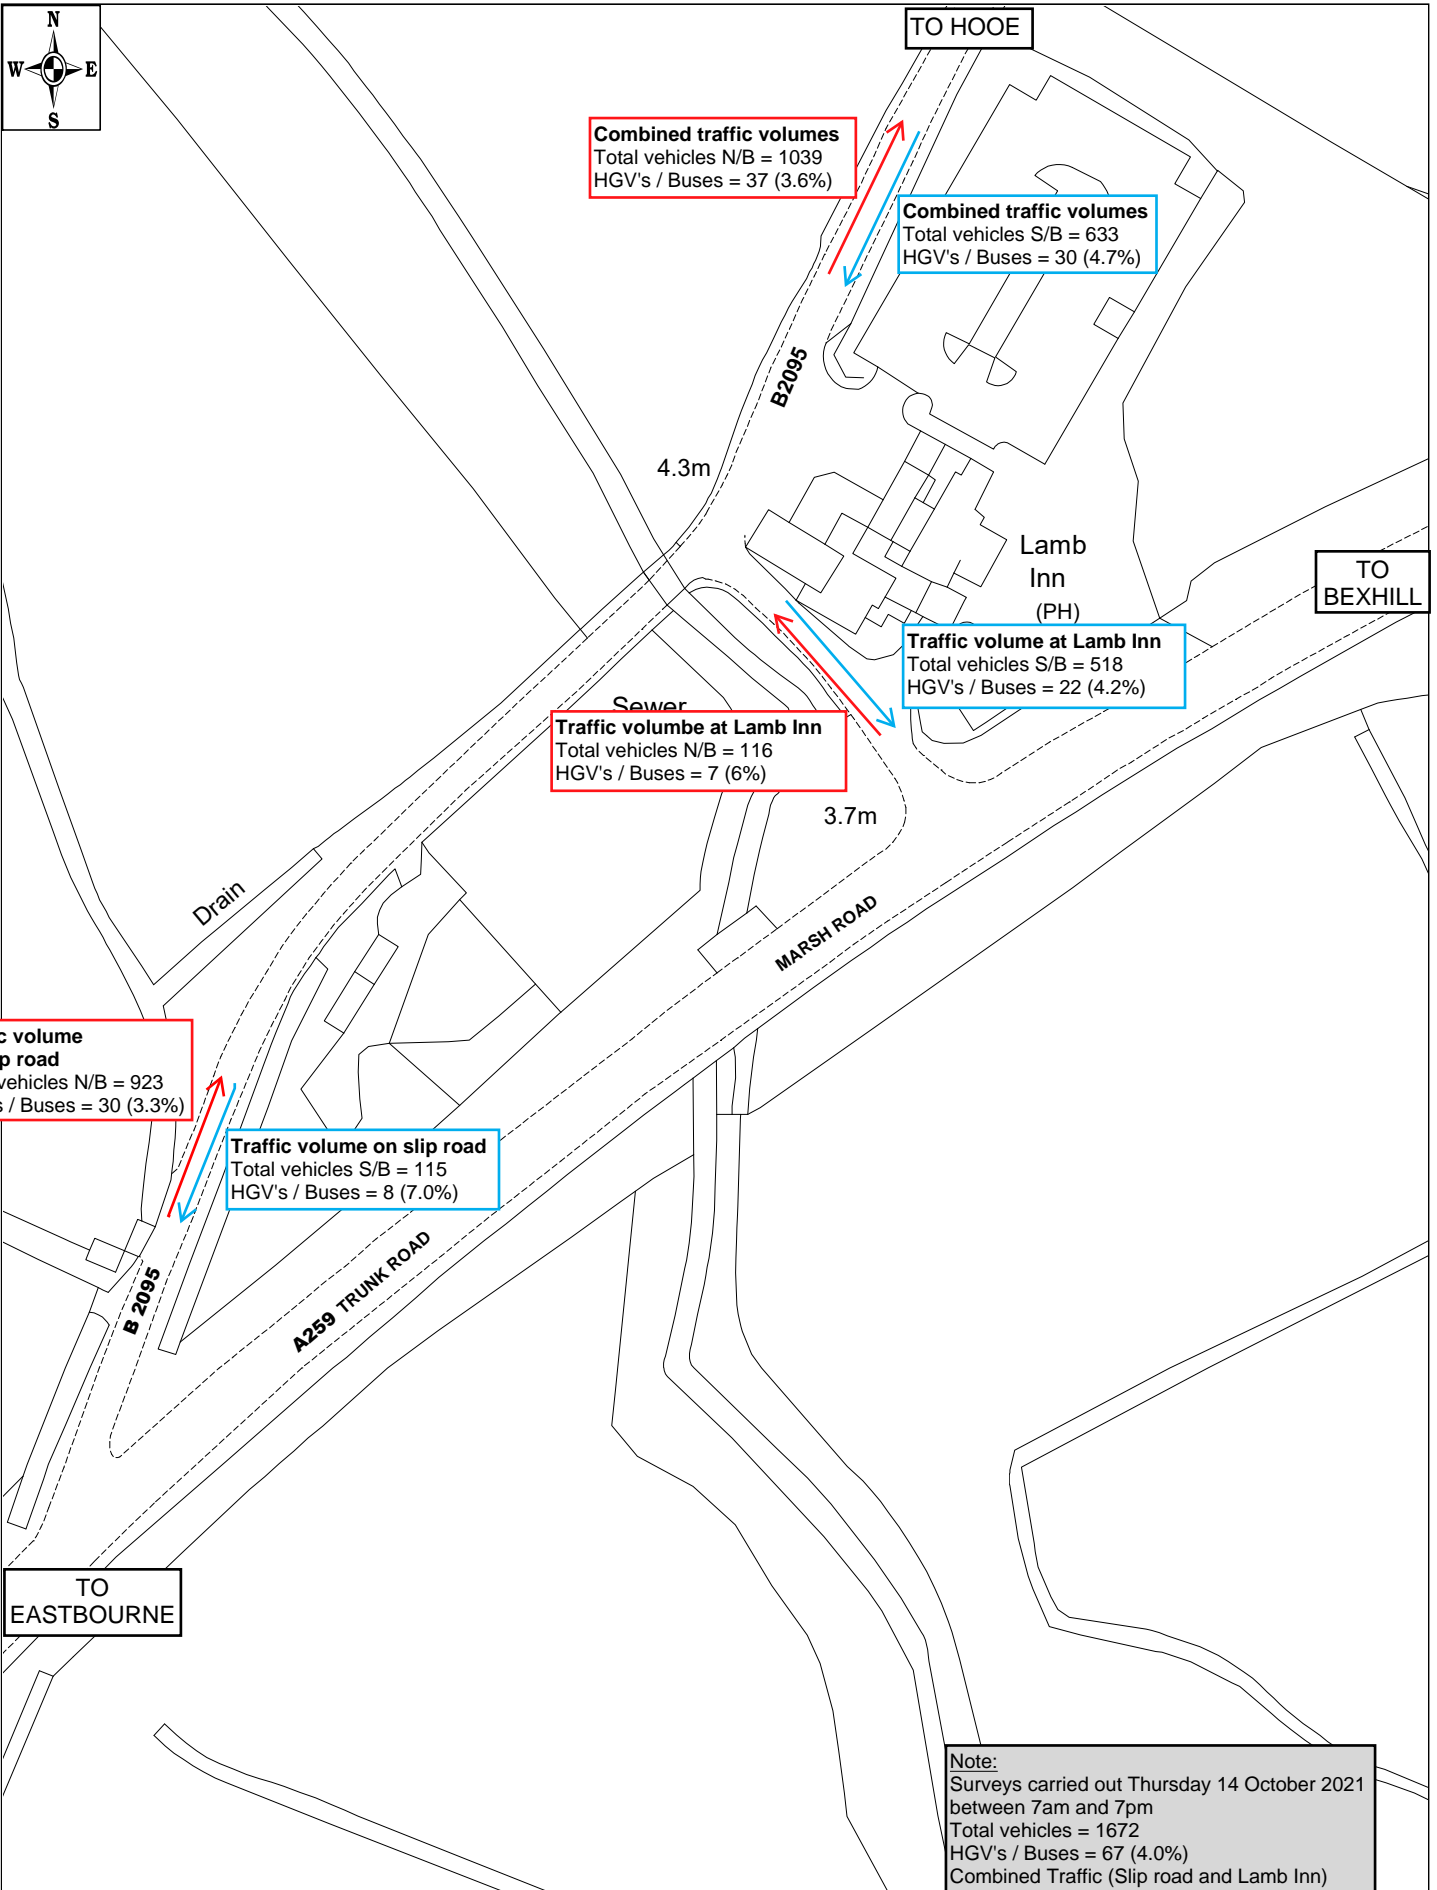 N
W E
S
TO HOOE
Combined traffic volumes
Total vehicles N/B = 1039
HGV's / Buses = 37 (3.6%)
Combined traffic volumes
Total vehicles S/B = 633
HGV's / Buses = 30 (4.7%)
B2095
4.3m
Lamb
Inn
(PH)
TO
BEXHILL
Traffic volume at Lamb Inn
Total vehicles S/B = 518
HGV's / Buses = 22 (4.2%)
Sewer
Traffic volumbe at Lamb Inn
Total vehicles N/B = 116
HGV's / Buses = 7 (6%)
3.7m
Drain
MARSH ROAD
c volume
p road
vehicles N/B = 923
s / Buses = 30 (3.3%)
Traffic volume on slip road
Total vehicles S/B = 115
HGV's / Buses = 8 (7.0%)
B 2095
A259 TRUNK ROAD
TO
EASTBOURNE
Note:
Surveys carried out Thursday 14 October 2021
between 7am and 7pm
Total vehicles = 1672
HGV's / Buses = 67 (4.0%)
Combined Traffic (Slip road and Lamb Inn)